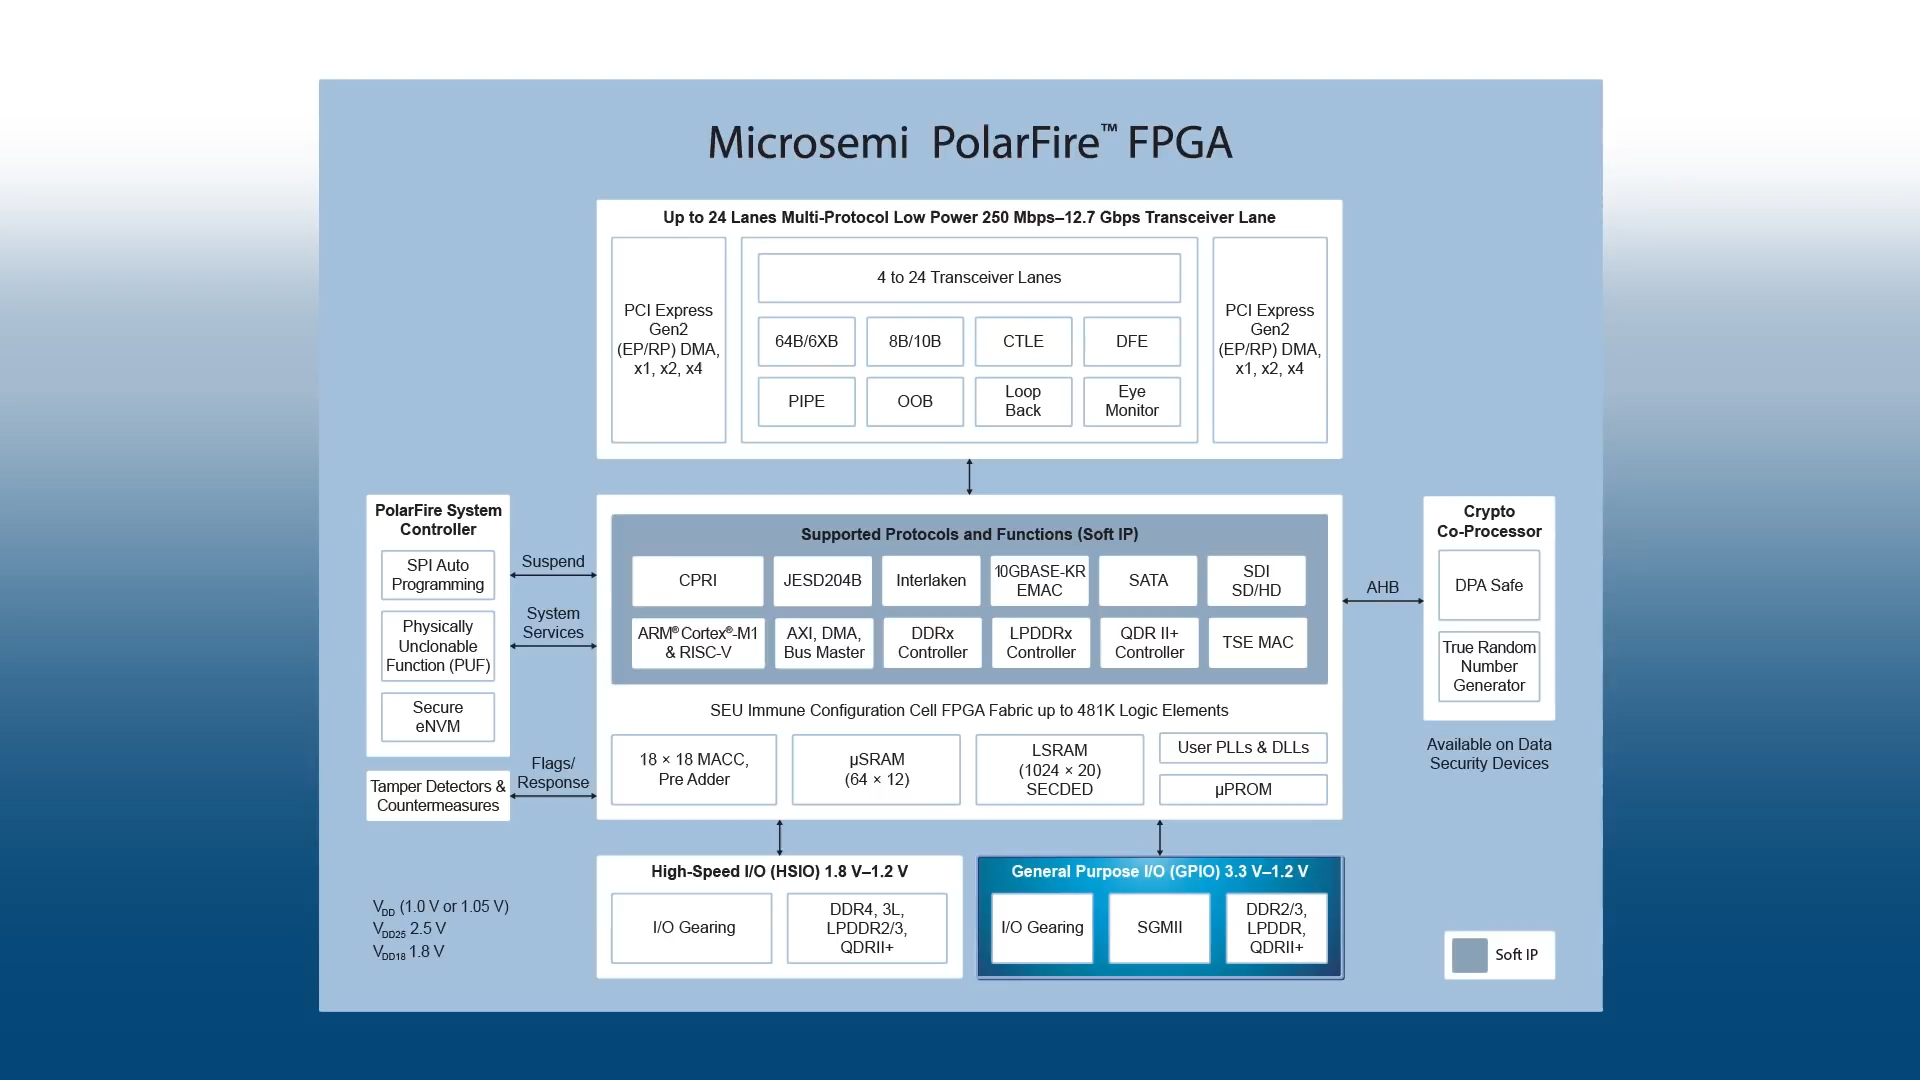 Microsemi PolarFire™ FPGA
Up to 24 Lanes Multi-Protocol Low Power 250 Mbps–12.7 Gbps Transceiver Lane
PCI Express
Gen2
(EP/RP) DMA,
x1, x2, x4
4 to 24 Transceiver Lanes
64B/6XB
8B/10B
CTLE
DFE
PIPE
OOB
Loop
Back
Eye
Monitor
PCI Express
Gen2
(EP/RP) DMA,
x1, x2, x4
PolarFire System
Controller
SPI Auto
Programming
Physically
Unclonable
Function (PUF)
Secure
eNVM
Tamper Detectors &
Countermeasures
Suspend
System
Services
Flags/
Response
Supported Protocols and Functions (Soft IP)
CPRI
JESD204B
Interlaken
10GBASE-KR
EMAC
SATA
SDI
SD/HD
ARM® Cortex®-M1
& RISC-V
AXI, DMA,
Bus Master
DDRx
Controller
LPDDRx
Controller
QDR II+
Controller
TSE MAC
SEU Immune Configuration Cell FPGA Fabric up to 481K Logic Elements
18 × 18 MACC,
Pre Adder
µSRAM
(64 × 12)
LSRAM
(1024 × 20)
SECDED
User PLLs & DLLs
µPROM
AHB
Crypto
Co-Processor
DPA Safe
True Random
Number
Generator
Available on Data
Security Devices
High-Speed I/O (HSIO) 1.8 V–1.2 V
I/O Gearing
DDR4, 3L,
LPDDR2/3,
QDRII+
General Purpose I/O (GPIO) 3.3 V–1.2 V
I/O Gearing
SGMII
DDR2/3,
LPDDR,
QDRII+
VDD (1.0 V or 1.05 V)
VDD25 2.5 V
VDD18 1.8 V
Soft IP